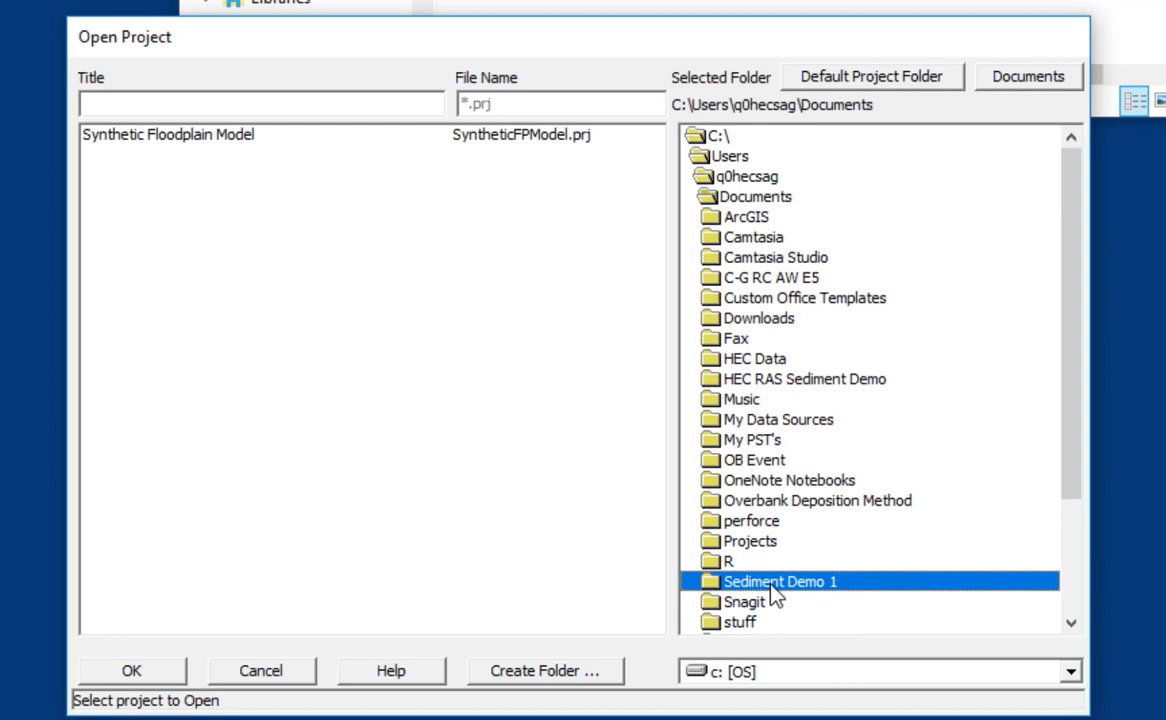 Libraries
Open Project
Title
File Name
Selected Folder
Default Project Folder
Documents
*.prj
C:\Users\q0hecsag\Documents
Synthetic Floodplain Model
SyntheticFPModel.prj
C:\
Users
q0hecsag
Documents
ArcGIS
Camtasia
Camtasia Studio
C-G RC AW E5
Custom Office Templates
Downloads
Fax
HEC Data
HEC RAS Sediment Demo
Music
My Data Sources
My PST's
OB Event
OneNote Notebooks
Overbank Deposition Method
perforce
Projects
R
Sediment Demo 1
Snagit
stuff
OK
Cancel
Help
Create Folder ...
c: [OS]
Select project to Open